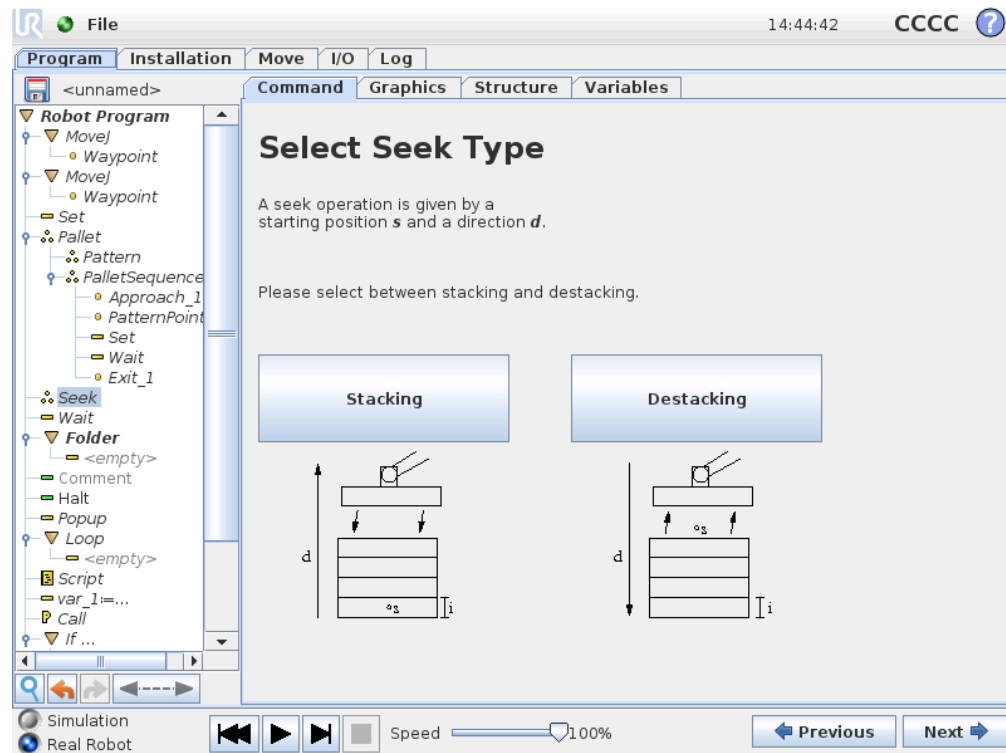 UR File 14:44:42 CCCC ?
Program Installation Move I/O Log
<unnamed>
Command Graphics Structure Variables
Robot Program
MoveJ
Waypoint
MoveJ
Waypoint
Set
Pallet
Pattern
PalletSequence
Approach_1
PatternPoint
Set
Wait
Exit_1
Seek
Wait
Folder
<empty>
Comment
Halt
Popup
Loop
<empty>
Script
var_1:=...
P Call
If ...
Select Seek Type
A seek operation is given by a
starting position s and a direction d.
Please select between stacking and destacking.
Stacking Destacking
d s i
d s i
Simulation
Real Robot
Speed 100%
Previous Next